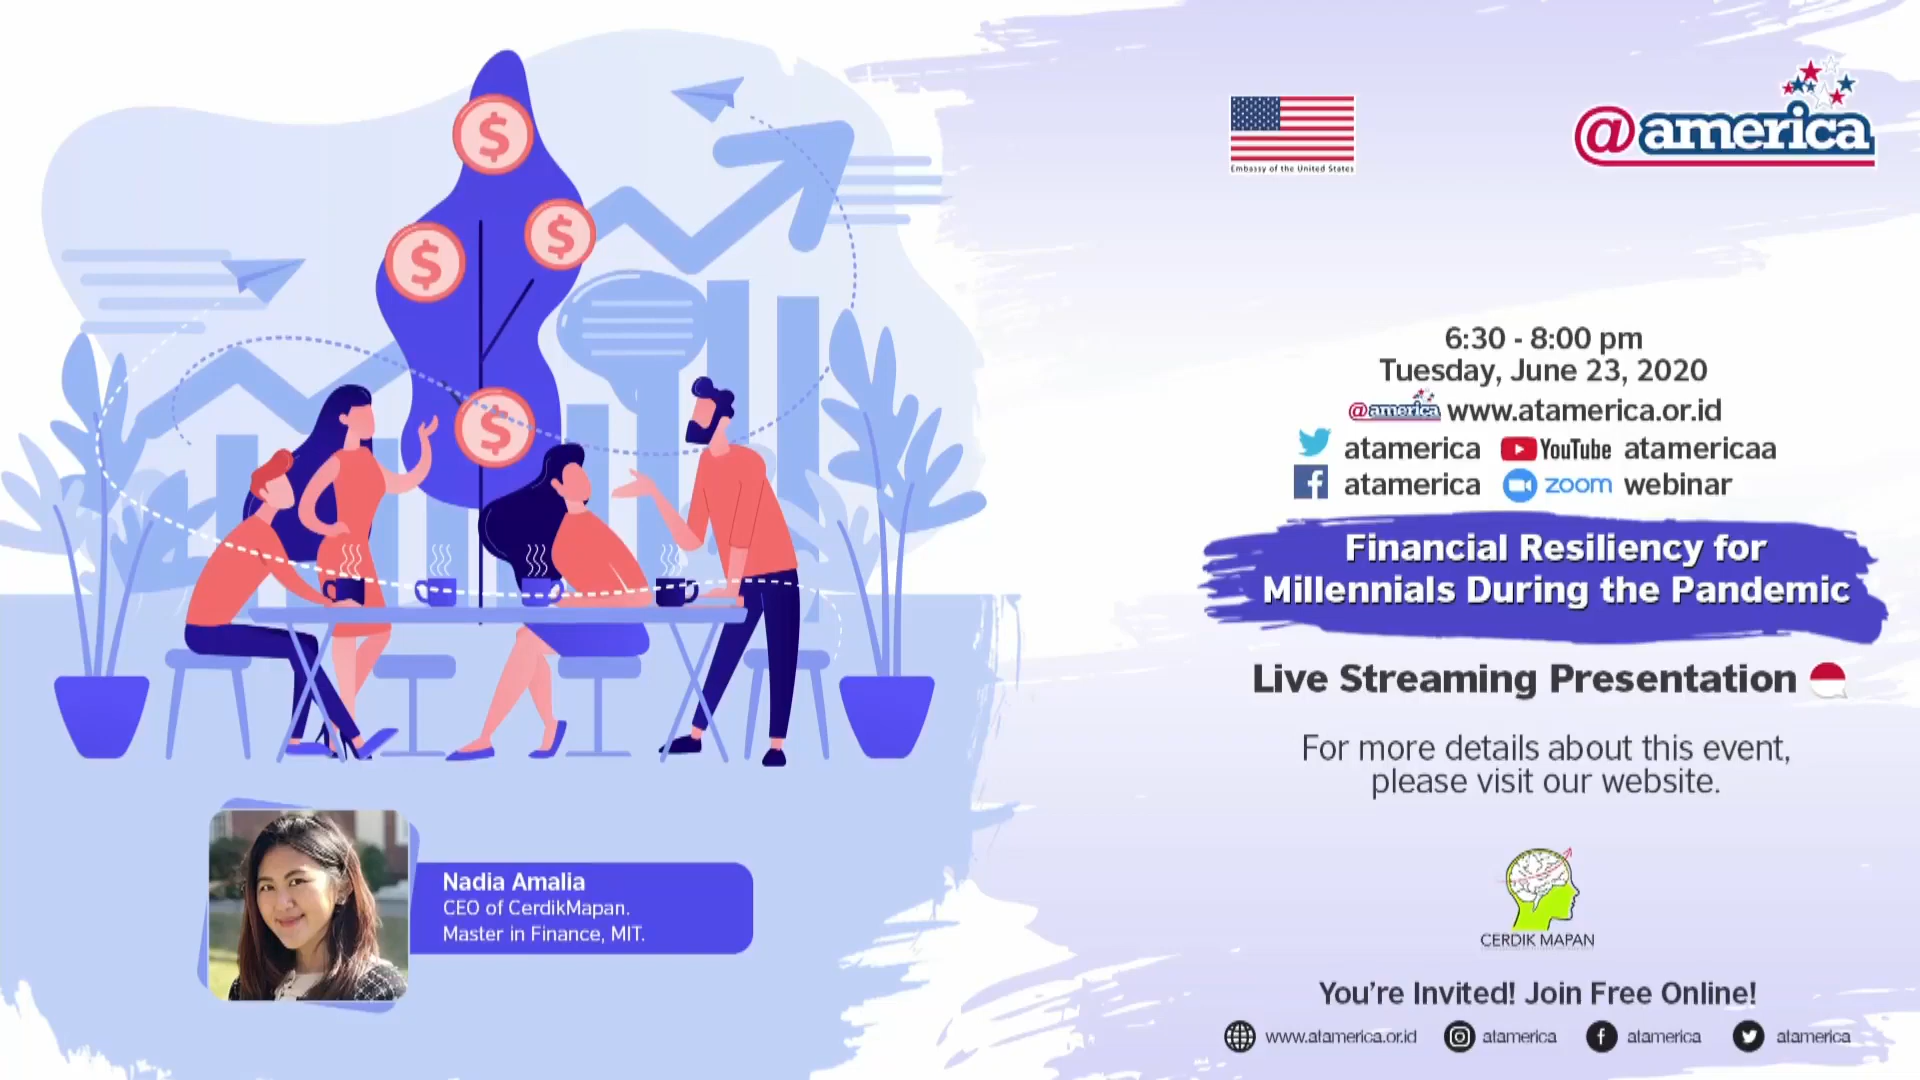 $
$
$
$
Embassy of the United States
@america
6:30 - 8:00 pm
Tuesday, June 23, 2020
@america www.atamerica.or.id
atamerica YouTube atamericaa
atamerica zoom webinar
Financial Resiliency for
Millennials During the Pandemic
Live Streaming Presentation
For more details about this event,
please visit our website.
Nadia Amalia
CEO of CerdikMapan.
Master in Finance, MIT.
CERDIK MAPAN
You're Invited! Join Free Online!
www.atamerica.or.id atamerica atamerica atamerica